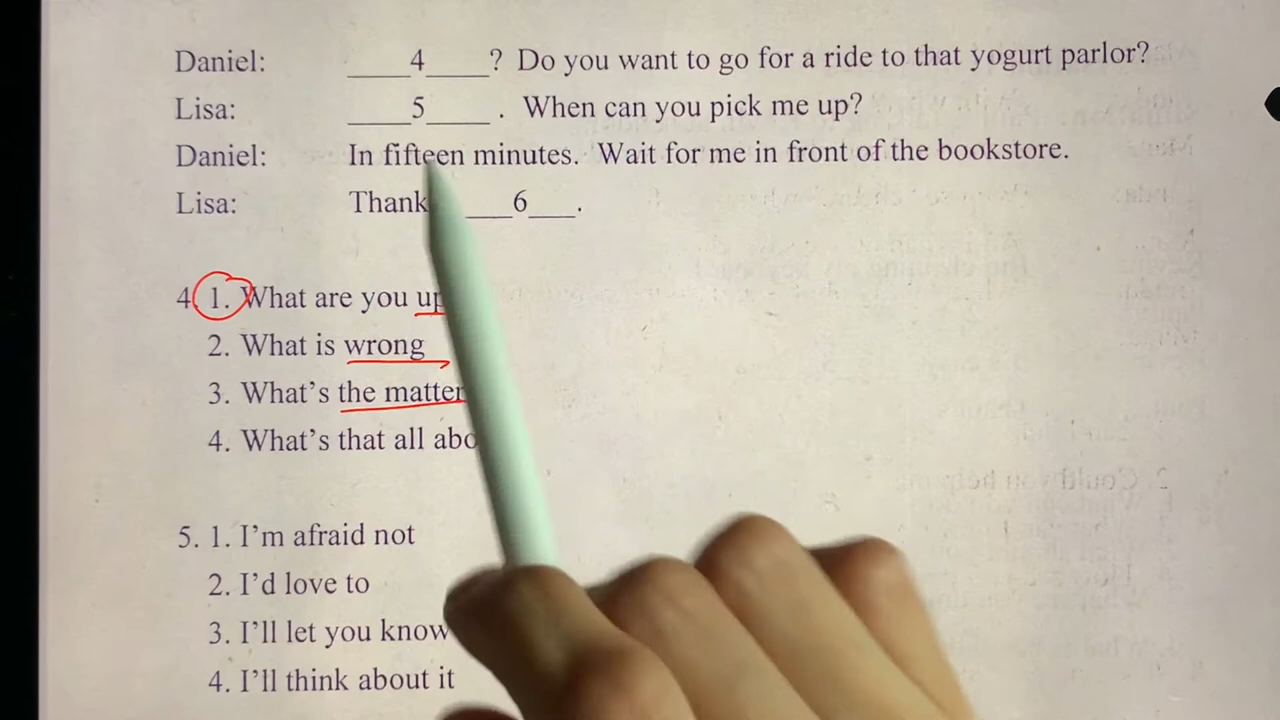 Daniel: ____4____? Do you want to go for a ride to that yogurt parlor?
Lisa: ____5____. When can you pick me up?
Daniel: In fifteen minutes. Wait for me in front of the bookstore.
Lisa: Thank ___6___.
4. 1. What are you up
2. What is wrong
3. What's the matter
4. What's that all
5. 1. I'm afraid not
2. I'd love to
3. I'll let you know
4. I'll think about it